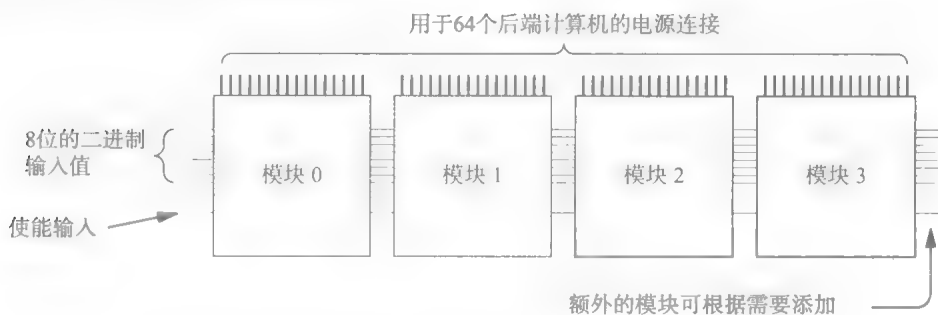 用于64个后端计算机的电源连接
8位的二进制
输入值
模块 0
模块 1
模块 2
模块 3
使能输入
额外的模块可根据需要添加